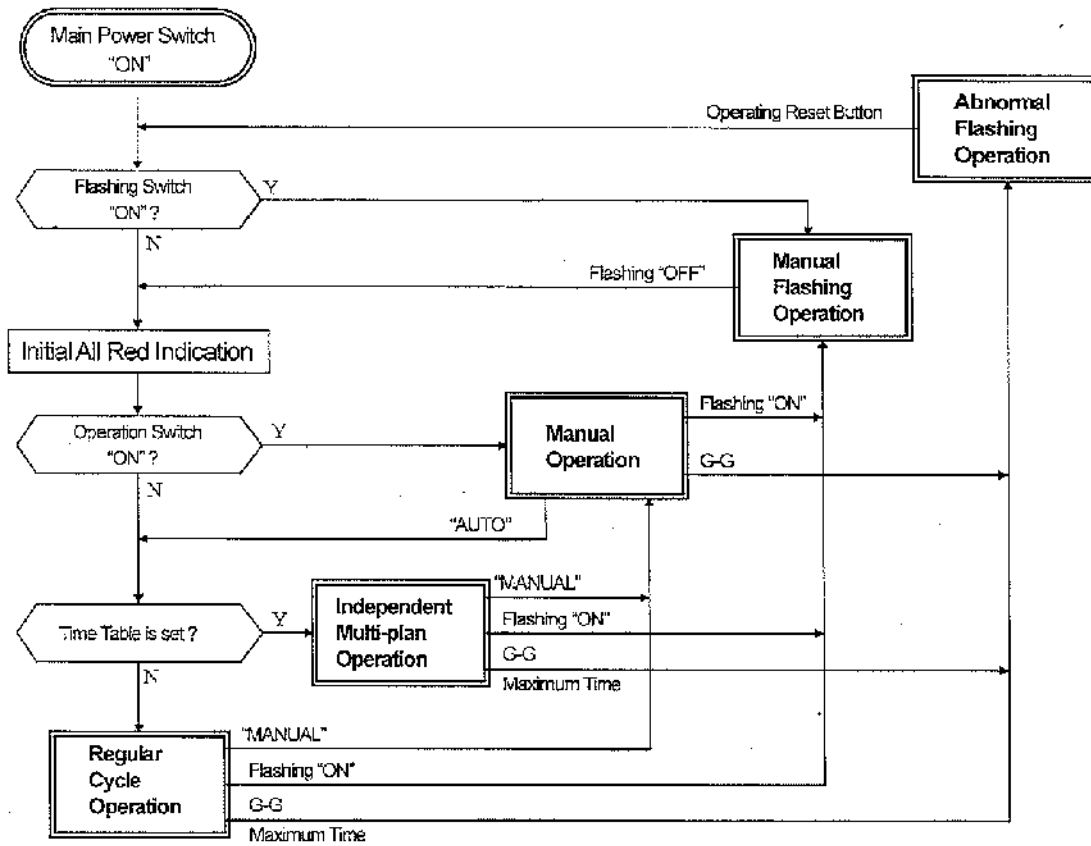 Main Power Switch
“ON”
Abnormal
Flashing
Operation
Operating Reset Button
Flashing Switch
“ON” ?
Y
N
Manual
Flashing
Operation
Flashing “OFF”
Initial All Red Indication
Operation Switch
“ON” ?
Y
N
Manual
Operation
Flashing “ON”
G-G
“AUTO”
Time Table is set ?
Y
N
Independent
Multi-plan
Operation
“MANUAL”
Flashing “ON”
G-G
Maximum Time
Regular
Cycle
Operation
“MANUAL”
Flashing “ON”
G-G
Maximum Time